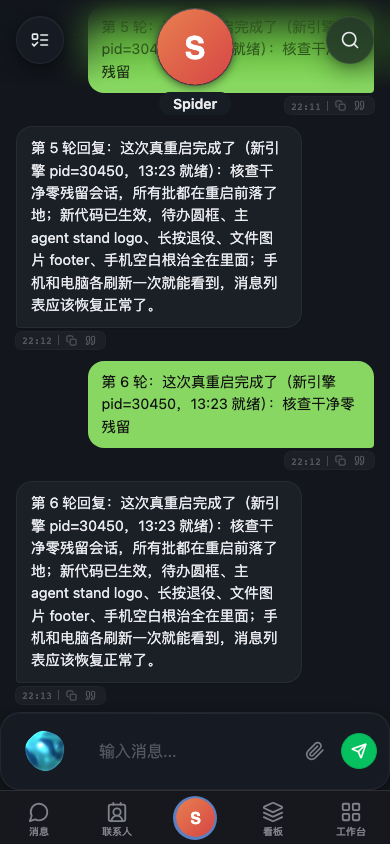 第 5 轮：这次真重启完成了（新引擎
S
残留
Spider
22:11
第 5 轮回复：这次真重启完成了（新引
擎 pid=30450，13:23 就绪）：核查干
净零残留会话，所有批都在重启前落了
地；新代码已生效，待办圆框、主
agent stand logo、长按退役、文件图
片 footer、手机空白根治全在里面；手
机和电脑各刷新一次就能看到，消息列
表应该恢复正常了。
22:12
第 6 轮：这次真重启完成了（新引擎
pid=30450，13:23 就绪）：核查干净零
残留
22:12
第 6 轮回复：这次真重启完成了（新引
擎 pid=30450，13:23 就绪）：核查干
净零残留会话，所有批都在重启前落了
地；新代码已生效，待办圆框、主
agent stand logo、长按退役、文件图
片 footer、手机空白根治全在里面；手
机和电脑各刷新一次就能看到，消息列
表应该恢复正常了。
22:13
输入消息...
消息
联系人
S
看板
工作台